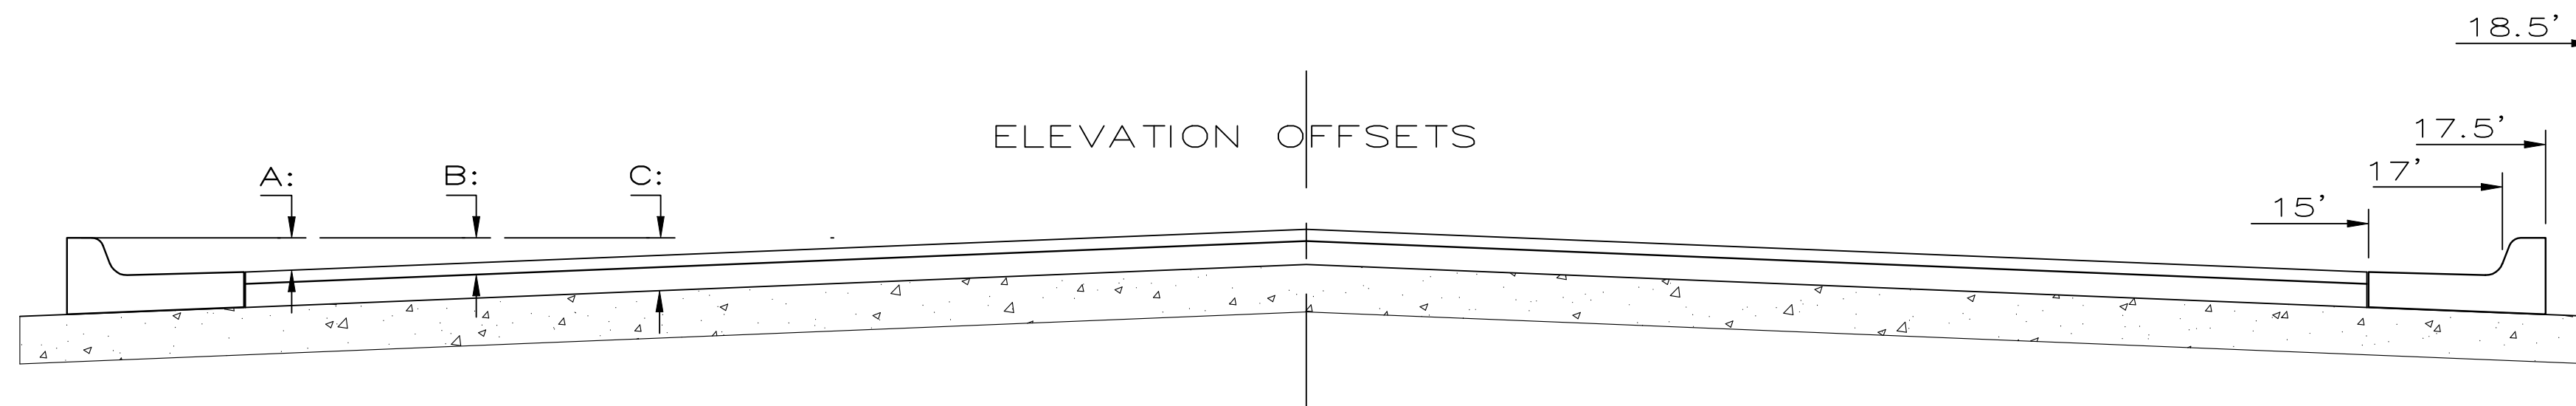 18.5'
ELEVATION OFFSETS
17.5'
17'
A:
B:
C:
15'